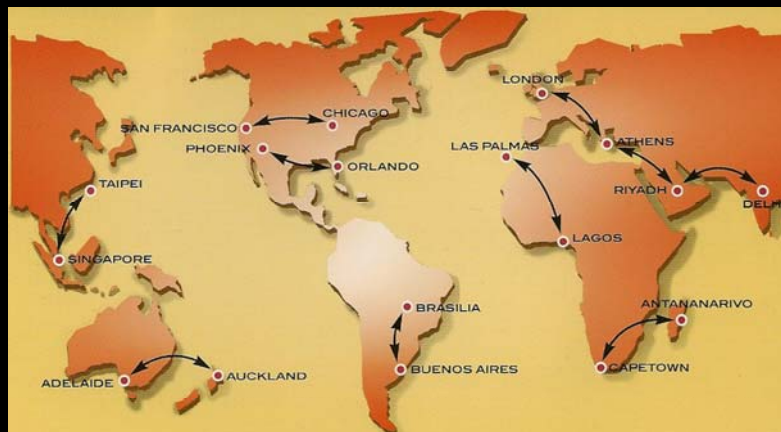 LONDON
CHICAGO
SAN FRANCISCO
ATHENS
PHOENIX
LAS PALMAS
ORLANDO
TAIPEI
RIYADH
DELH
LAGOS
SINGAPORE
ANTANANARIVO
BRASILIA
CAPETOWN
BUENOS AIRES
AUCKLAND
ADELAIDE